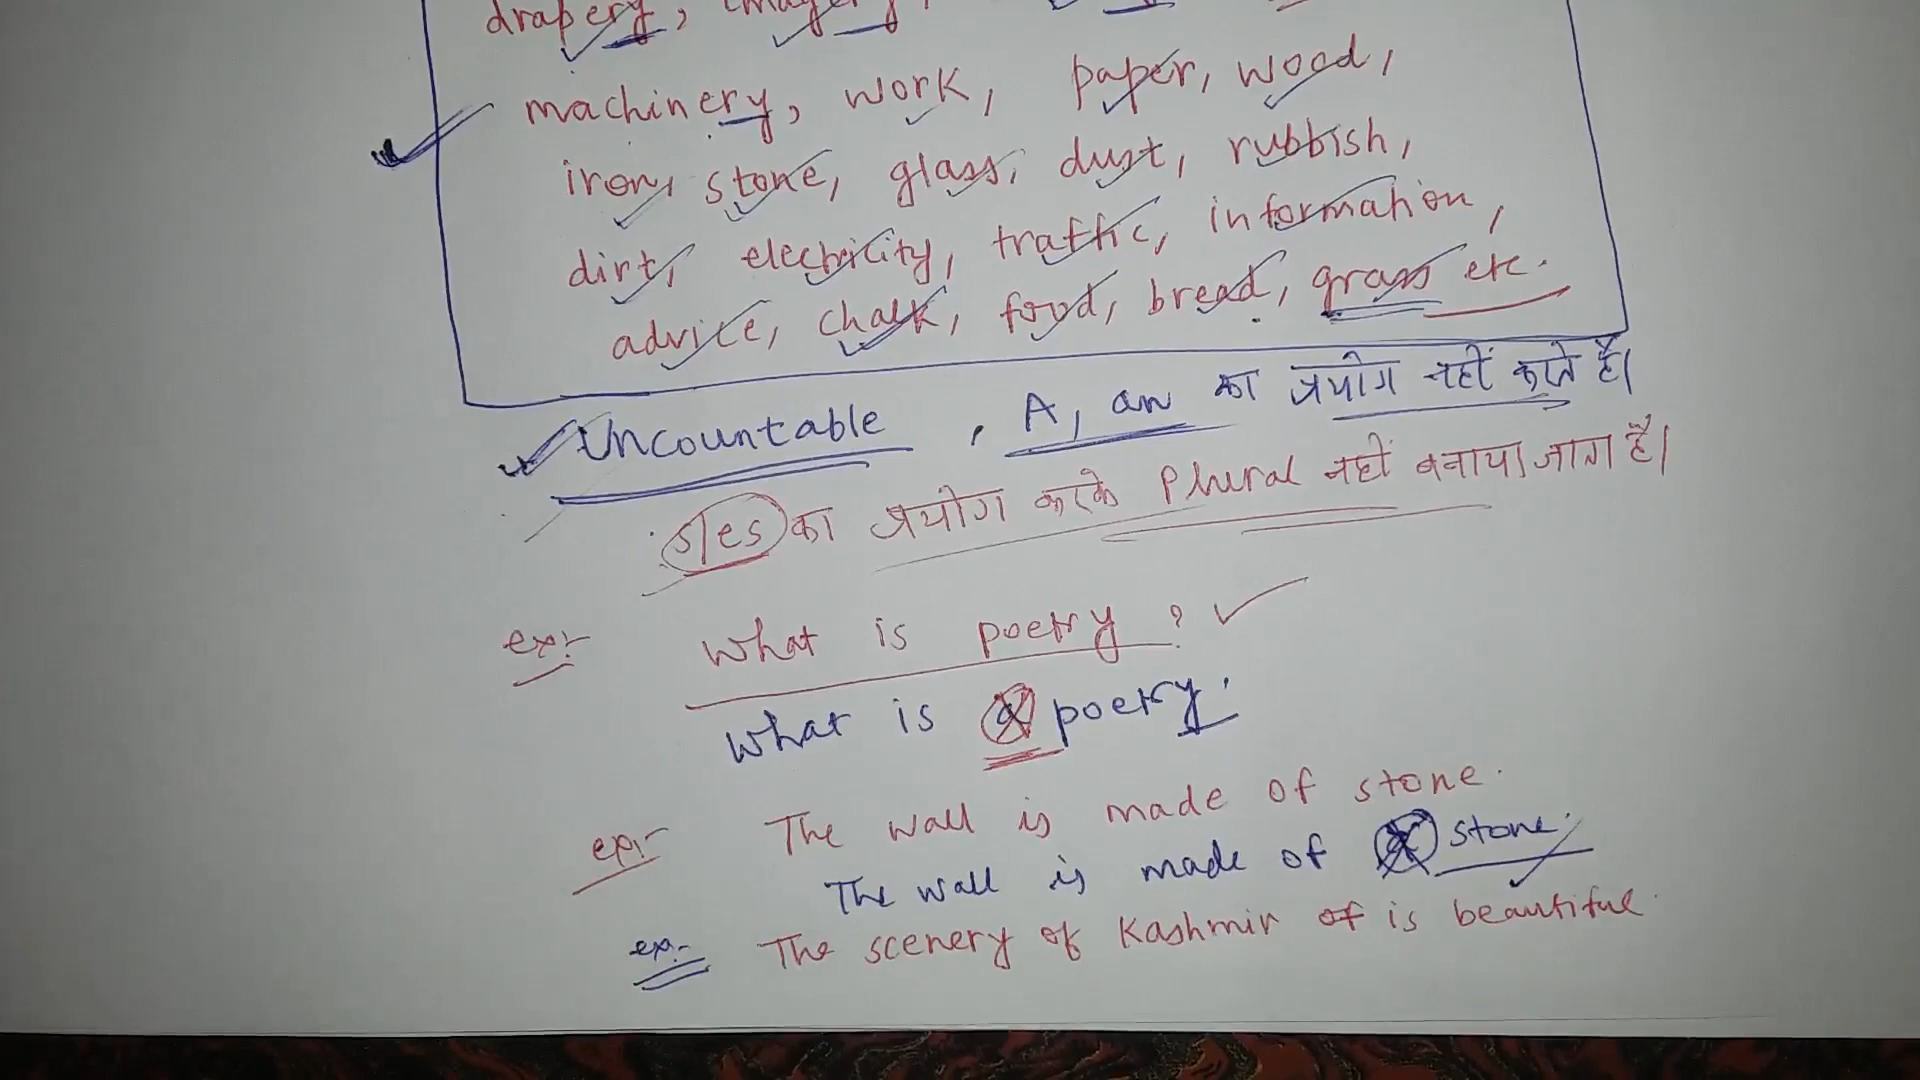 drapery, imagery,
machinery, work, paper, wood,
iron, stone, glass, dust, rubbish,
dirt, electricity, traffic, information,
advice, chalk, food, bread, grass etc.
Uncountable, A, an का प्रयोग नहीं करते है।
s/es का प्रयोग करके Plural नहीं बनाया जाता है।
ex:- What is poetry?
What is a poetry.
ex:- The wall is made of stone.
The wall is made of a stone.
ex:- The scenery of Kashmir of is beautiful.